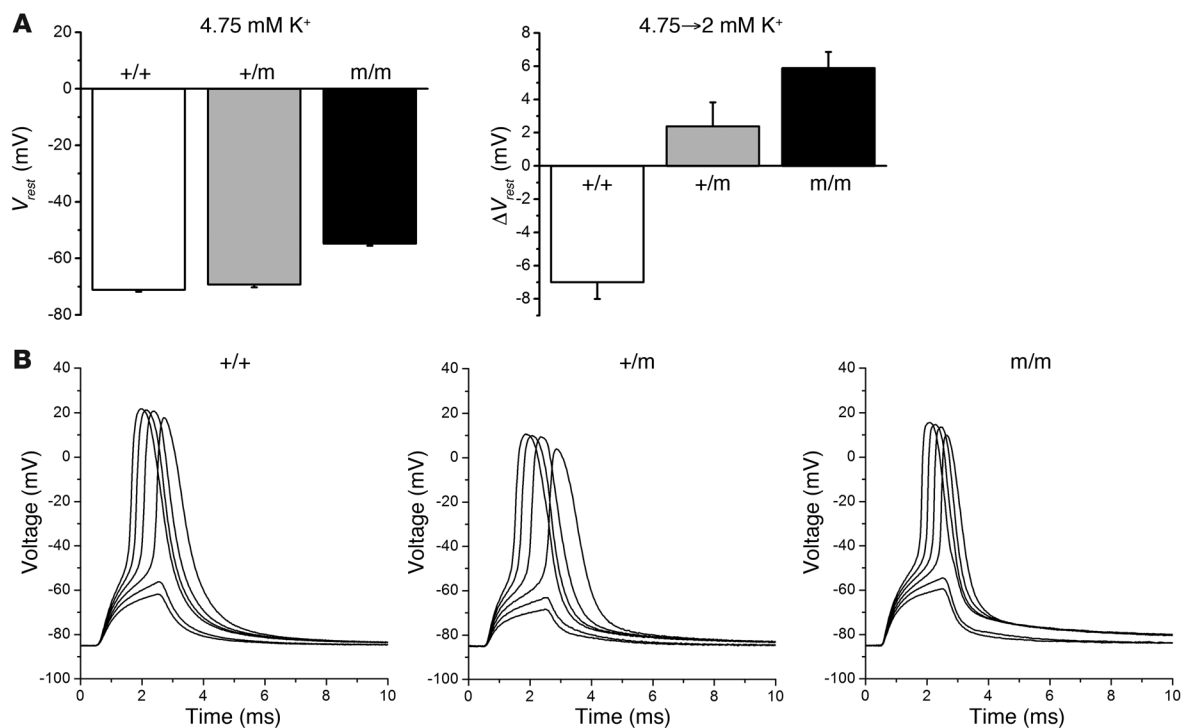 A
4.75 mM K⁺
20
0
-20
-40
-60
-80
V_rest (mV)
+/+
+/m
m/m
4.75→2 mM K⁺
8
6
4
2
0
-2
-4
-6
-8
ΔV_rest (mV)
+/+
+/m
m/m
B
+/+
40
20
0
-20
-40
-60
-80
-100
Voltage (mV)
0 2 4 6 8 10
Time (ms)
+/m
40
20
0
-20
-40
-60
-80
-100
Voltage (mV)
0 2 4 6 8 10
Time (ms)
m/m
40
20
0
-20
-40
-60
-80
-100
Voltage (mV)
0 2 4 6 8 10
Time (ms)